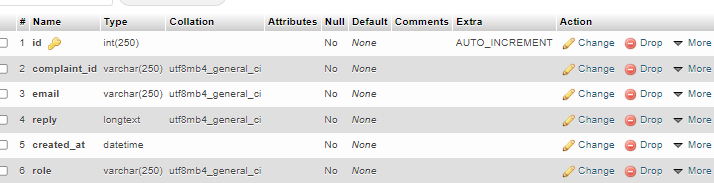 # Name Type Collation Attributes Null Default Comments Extra Action
1 id int(250) No None AUTO_INCREMENT Change Drop More
2 complaint_id varchar(250) utf8mb4_general_ci No None Change Drop More
3 email varchar(250) utf8mb4_general_ci No None Change Drop More
4 reply longtext utf8mb4_general_ci No None Change Drop More
5 created_at datetime No None Change Drop More
6 role varchar(250) utf8mb4_general_ci No None Change Drop More